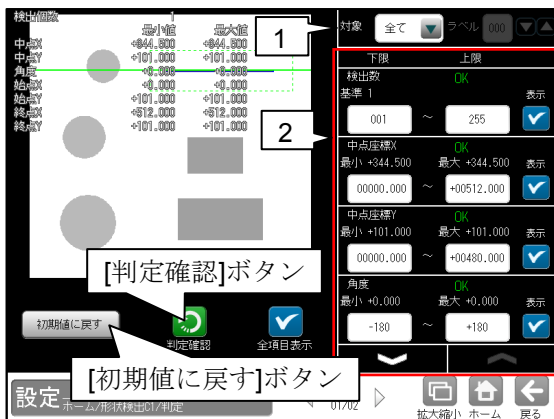 検出個数 1
最小値 最大値
中点X +344.500 +344.500
中点Y +101.000 +101.000
角度 +0.000 +0.000
始点X +101.000
始点Y +101.000 +101.000
終点X +512.000 +512.000
終点Y +101.000 +101.000
1
2
対象 全て ラベル 000
下限 上限
検出数 OK
基準 1 表示
001 ~ 255
中点座標X OK
最小 +344.500 最大 +344.500 表示
00000.000 ~ +00512.000
中点座標Y OK
最小 +101.000 最大 +101.000 表示
00000.000 ~ +00480.000
角度 OK
最小 +0.000 最大 +0.000 表示
-180 ~ +180
[判定確認]ボタン
初期値に戻す
判定確認 全項目表示
[初期値に戻す]ボタン
設定 ホーム/形状検出C1/判定
01/02
拡大縮小 ホーム 戻る